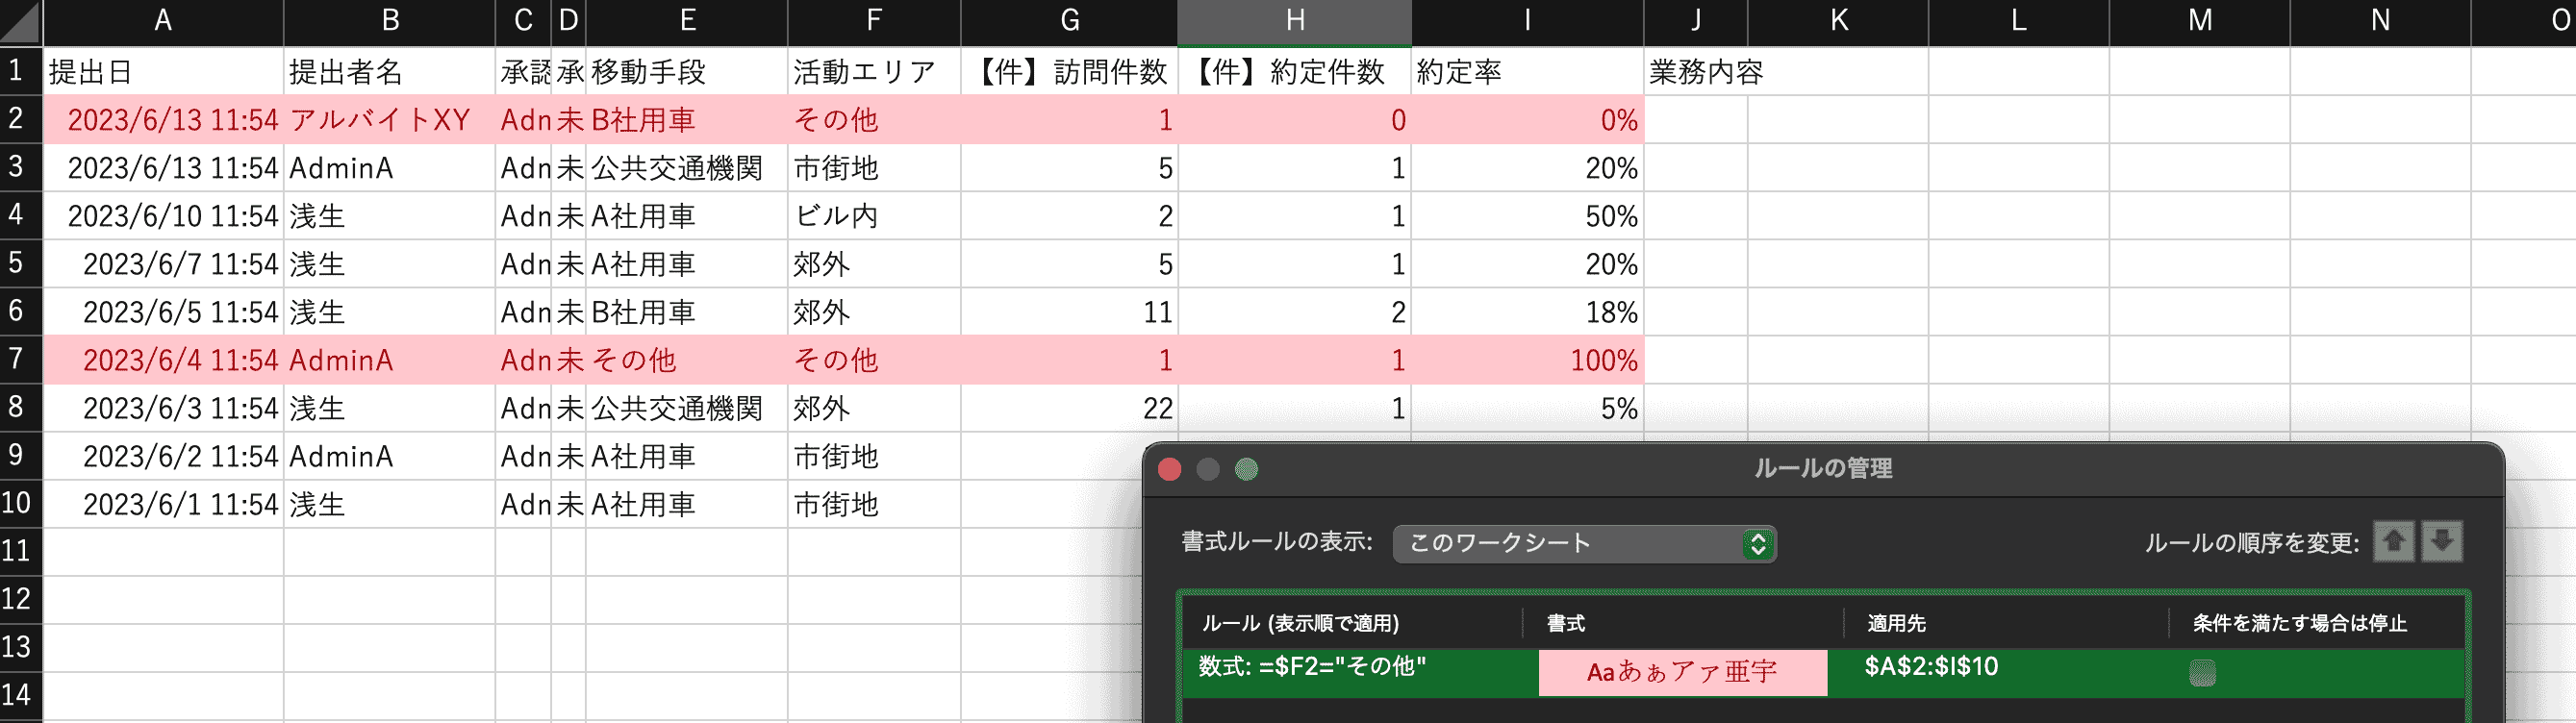 A B C D E F G H I J K L M N O
1 提出日 提出者名 承認 承 移動手段 活動エリア 【件】訪問件数 【件】約定件数 約定率 業務内容
2 2023/6/13 11:54 アルバイトXY Adn 未 B社用車 その他 1 0 0%
3 2023/6/13 11:54 AdminA Adn 未 公共交通機関 市街地 5 1 20%
4 2023/6/10 11:54 浅生 Adn 未 A社用車 ビル内 2 1 50%
5 2023/6/7 11:54 浅生 Adn 未 A社用車 郊外 5 1 20%
6 2023/6/5 11:54 浅生 Adn 未 B社用車 郊外 11 2 18%
7 2023/6/4 11:54 AdminA Adn 未 その他 その他 1 1 100%
8 2023/6/3 11:54 浅生 Adn 未 公共交通機関 郊外 22 1 5%
9 2023/6/2 11:54 AdminA Adn 未 A社用車 市街地
10 2023/6/1 11:54 浅生 Adn 未 A社用車 市街地
11
12
13
14
ルールの管理
書式ルールの表示: このワークシート ルールの順序を変更:
ルール (表示順で適用) 書式 適用先 条件を満たす場合は停止
数式: =$F2="その他" Aaあぁアァ亜宇 $A$2:$I$10